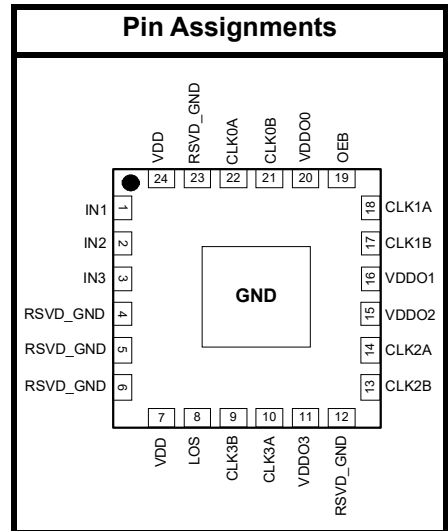 Pin Assignments
VDD
RSVD_GND
CLK0A
CLK0B
VDDO0
OEB
24 23 22 21 20 19
IN1 1
IN2 2
IN3 3
RSVD_GND 4
RSVD_GND 5
RSVD_GND 6
GND
18 CLK1A
17 CLK1B
16 VDDO1
15 VDDO2
14 CLK2A
13 CLK2B
7 8 9 10 11 12
VDD
LOS
CLK3B
CLK3A
VDDO3
RSVD_GND